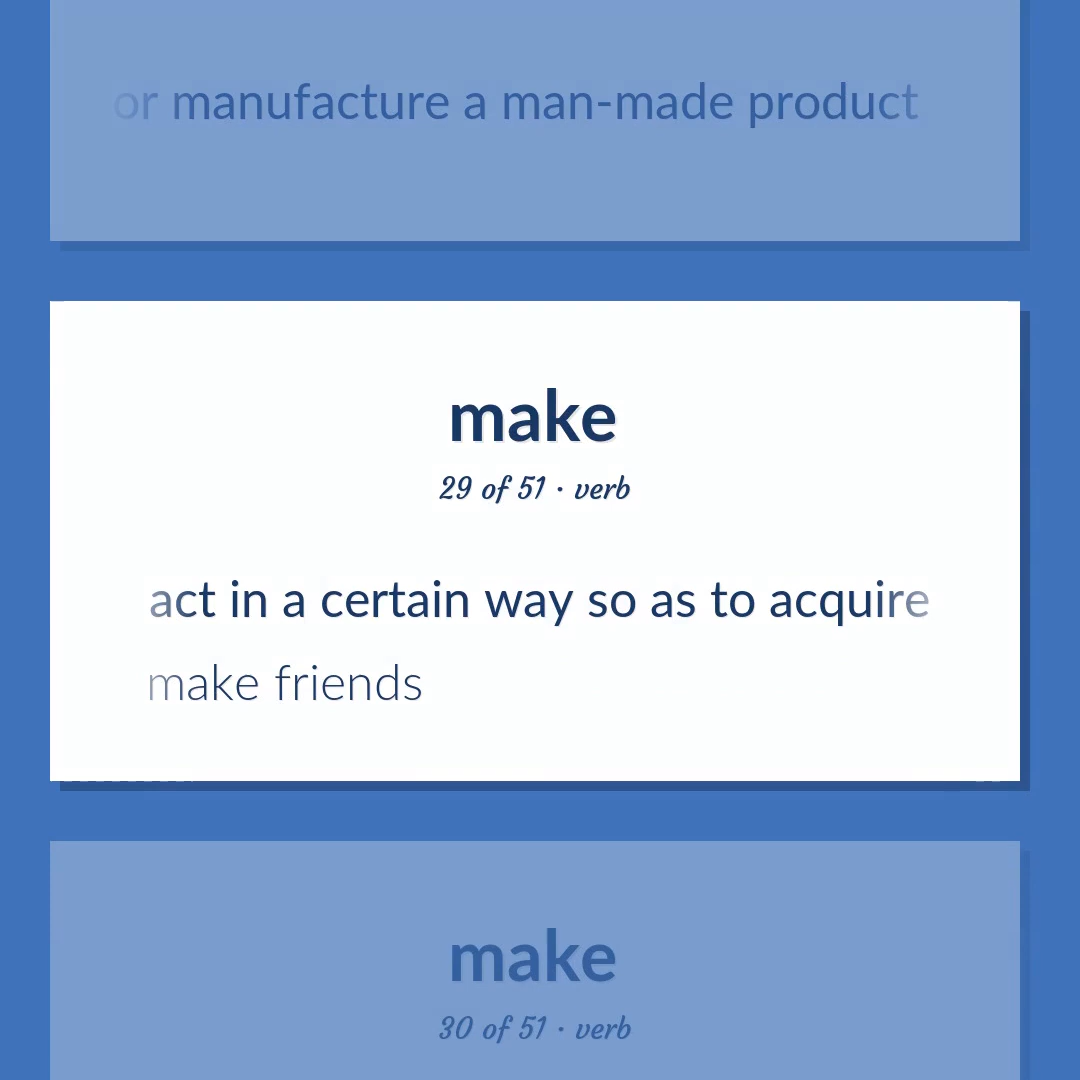 or manufacture a man-made product
make
29 of 51 · verb
act in a certain way so as to acquire
make friends
make
30 of 51 · verb